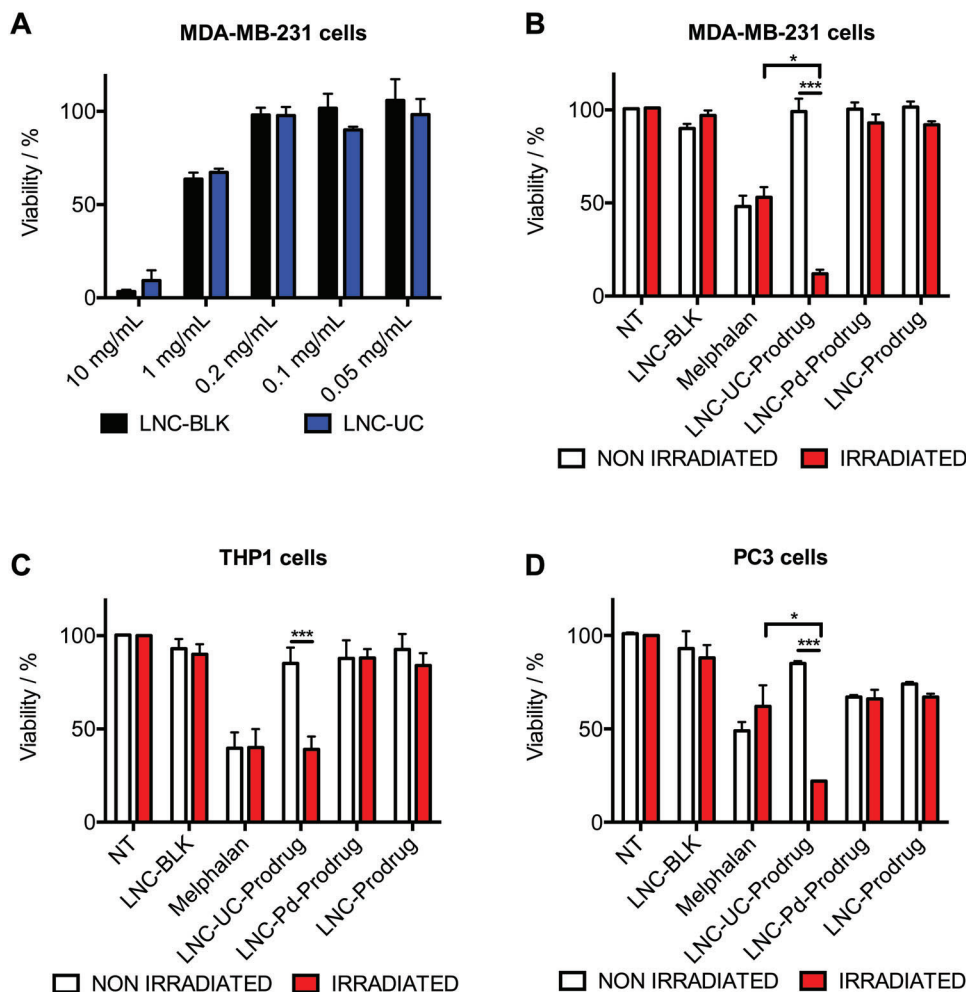 A
MDA-MB-231 cells
Viability / %
100
50
0
10 mg/mL
1 mg/mL
0.2 mg/mL
0.1 mg/mL
0.05 mg/mL
LNC-BLK
LNC-UC
B
MDA-MB-231 cells
*
***
Viability / %
100
50
0
NT
LNC-BLK
Melphalan
LNC-UC-Prodrug
LNC-Pd-Prodrug
LNC-Prodrug
NON IRRADIATED
IRRADIATED
C
THP1 cells
***
Viability / %
100
50
0
NT
LNC-BLK
Melphalan
LNC-UC-Prodrug
LNC-Pd-Prodrug
LNC-Prodrug
NON IRRADIATED
IRRADIATED
D
PC3 cells
*
***
Viability / %
100
50
0
NT
LNC-BLK
Melphalan
LNC-UC-Prodrug
LNC-Pd-Prodrug
LNC-Prodrug
NON IRRADIATED
IRRADIATED